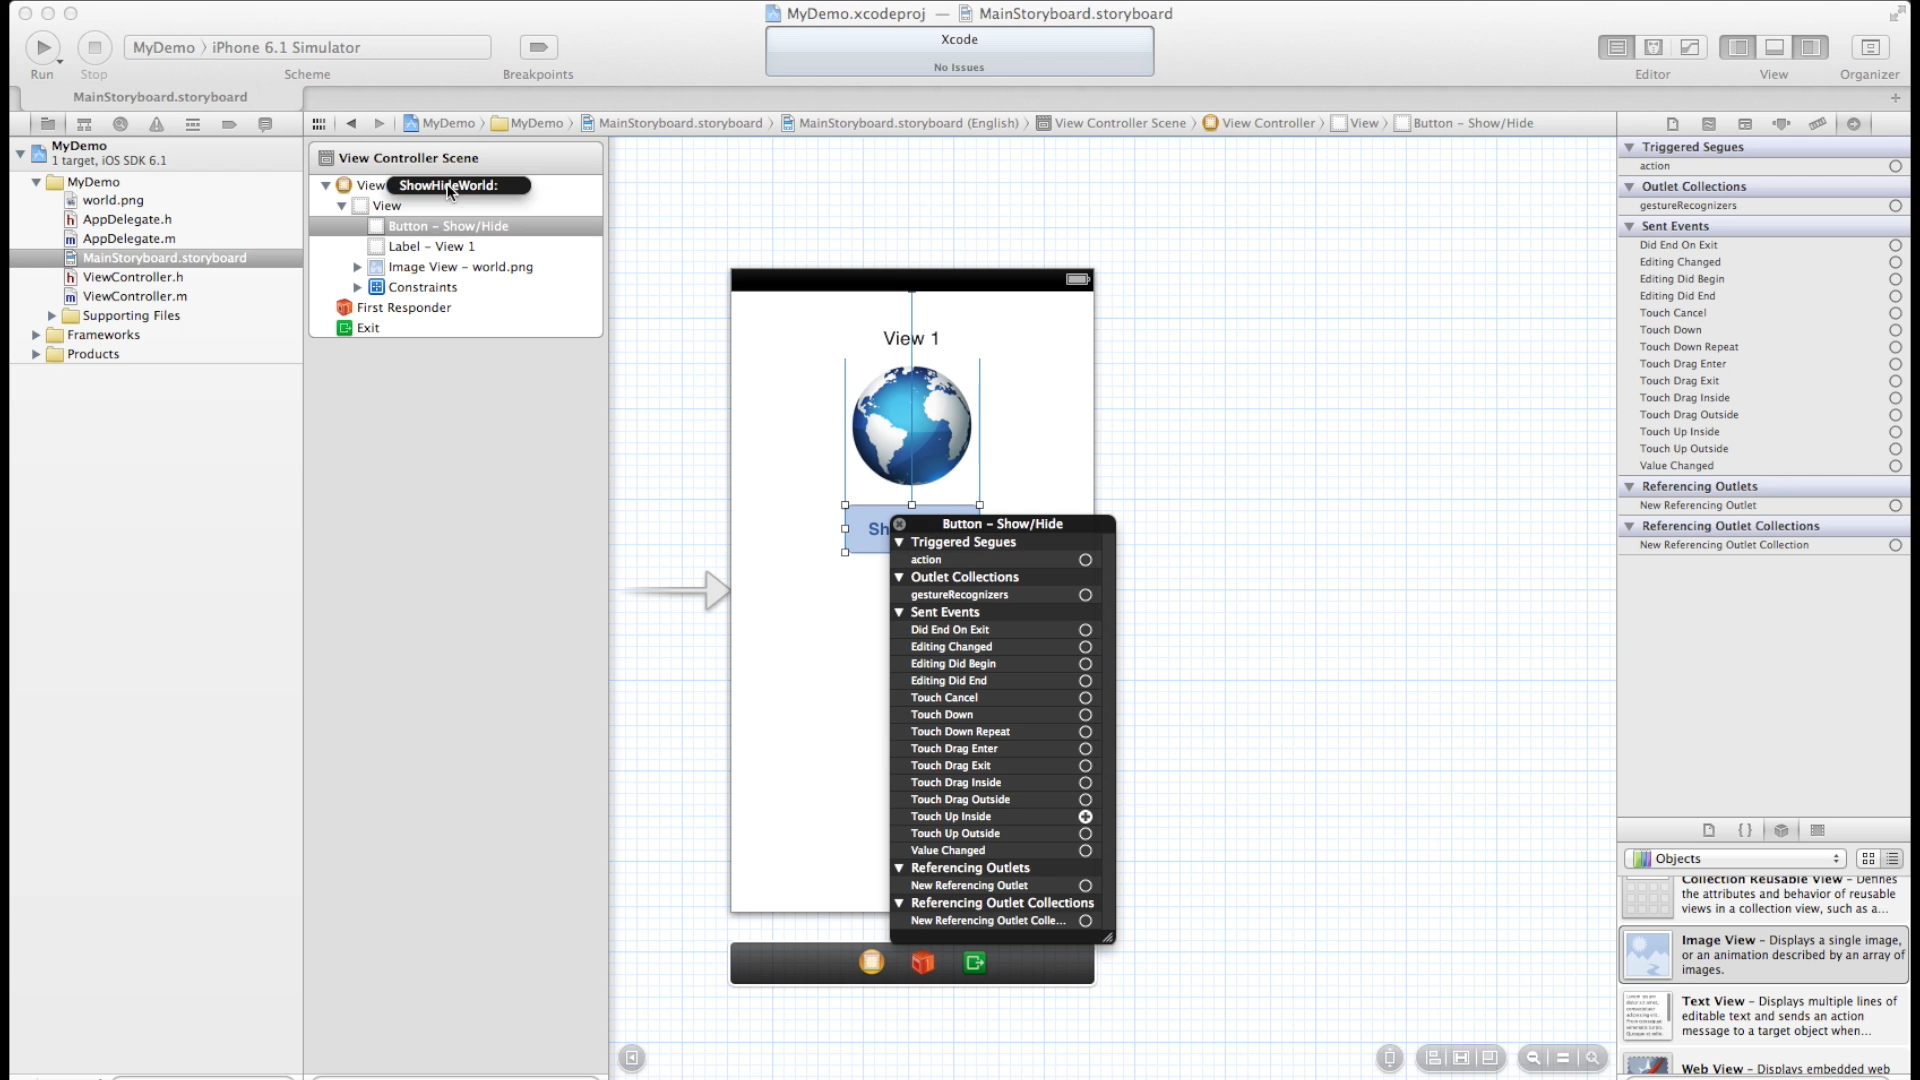 MyDemo.xcodeproj — MainStoryboard.storyboard
MyDemo 〉 iPhone 6.1 Simulator
Xcode
No Issues
Run
Stop
Scheme
Breakpoints
Editor
View
Organizer
MainStoryboard.storyboard
MyDemo 〉 MyDemo 〉 MainStoryboard.storyboard 〉 MainStoryboard.storyboard (English) 〉 View Controller Scene 〉 View Controller 〉 View 〉 Button - Show/Hide
MyDemo
1 target, iOS SDK 6.1
MyDemo
world.png
AppDelegate.h
AppDelegate.m
MainStoryboard.storyboard
ViewController.h
ViewController.m
Supporting Files
Frameworks
Products
View Controller Scene
View
ShowHideWorld:
View
Button - Show/Hide
Label - View 1
Image View - world.png
Constraints
First Responder
Exit
View 1
Sh
Button - Show/Hide
Triggered Segues
action
Outlet Collections
gestureRecognizers
Sent Events
Did End On Exit
Editing Changed
Editing Did Begin
Editing Did End
Touch Cancel
Touch Down
Touch Down Repeat
Touch Drag Enter
Touch Drag Exit
Touch Drag Inside
Touch Drag Outside
Touch Up Inside
Touch Up Outside
Value Changed
Referencing Outlets
New Referencing Outlet
Referencing Outlet Collections
New Referencing Outlet Colle...
Triggered Segues
action
Outlet Collections
gestureRecognizers
Sent Events
Did End On Exit
Editing Changed
Editing Did Begin
Editing Did End
Touch Cancel
Touch Down
Touch Down Repeat
Touch Drag Enter
Touch Drag Exit
Touch Drag Inside
Touch Drag Outside
Touch Up Inside
Touch Up Outside
Value Changed
Referencing Outlets
New Referencing Outlet
Referencing Outlet Collections
New Referencing Outlet Collection
Objects
Collection Reusable View - Defines
the attributes and behavior of reusable
views in a collection view, such as a...
Image View - Displays a single image,
or an animation described by an array of
images.
Text View - Displays multiple lines of
editable text and sends an action
message to a target object when...
Web View - Displays embedded web